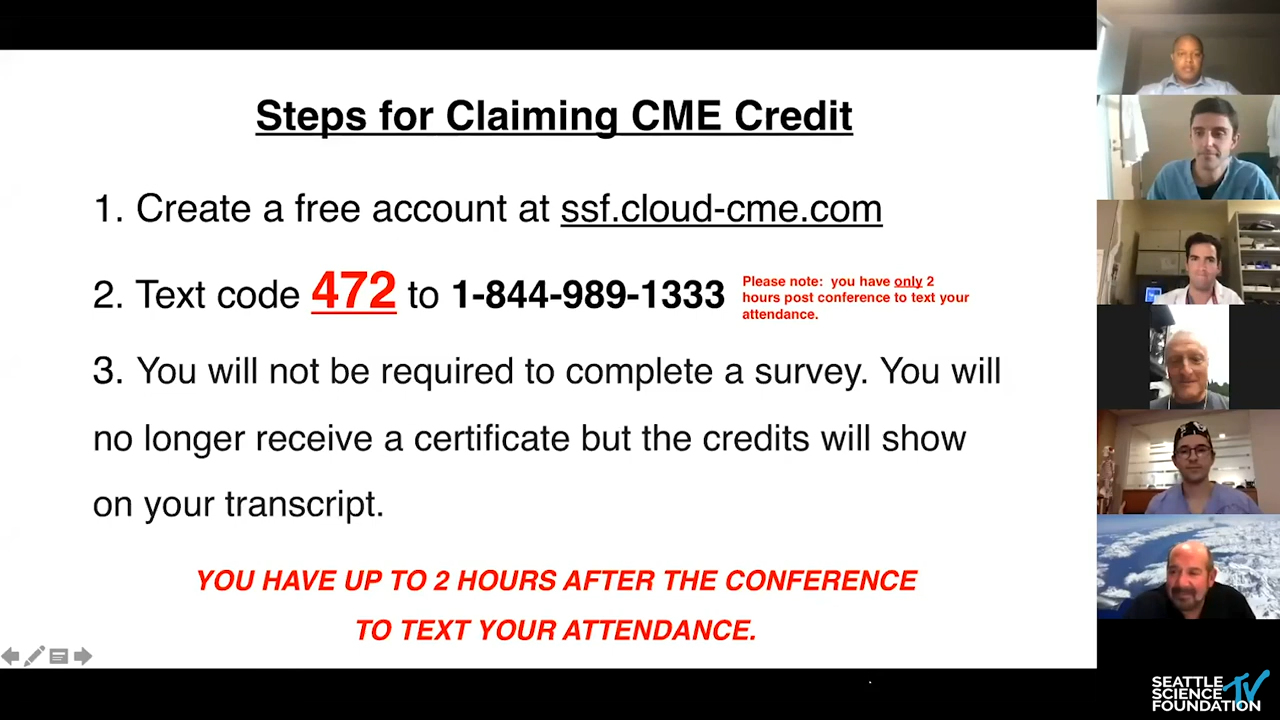 Steps for Claiming CME Credit
1. Create a free account at ssf.cloud-cme.com
2. Text code 472 to 1-844-989-1333
Please note: you have only 2
hours post conference to text your
attendance.
3. You will not be required to complete a survey. You will
no longer receive a certificate but the credits will show
on your transcript.
YOU HAVE UP TO 2 HOURS AFTER THE CONFERENCE
TO TEXT YOUR ATTENDANCE.
SEATTLE
SCIENCE
FOUNDATION
TV